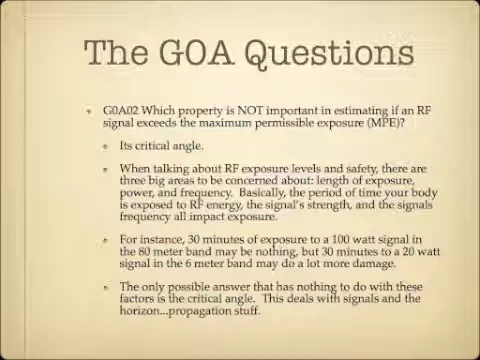 The G0A Questions
G0A02 Which property is NOT important in estimating if an RF
signal exceeds the maximum permissible exposure (MPE)?
Its critical angle.
When talking about RF exposure levels and safety, there are
three big areas to be concerned about: length of exposure,
power, and frequency. Basically, the period of time your body
is exposed to RF energy, the signal's strength, and the signals
frequency all impact exposure.
For instance, 30 minutes of exposure to a 100 watt signal in
the 80 meter band may be nothing, but 30 minutes to a 20 watt
signal in the 6 meter band may do a lot more damage.
The only possible answer that has nothing to do with these
factors is the critical angle. This deals with signals and the
horizon...propagation stuff.